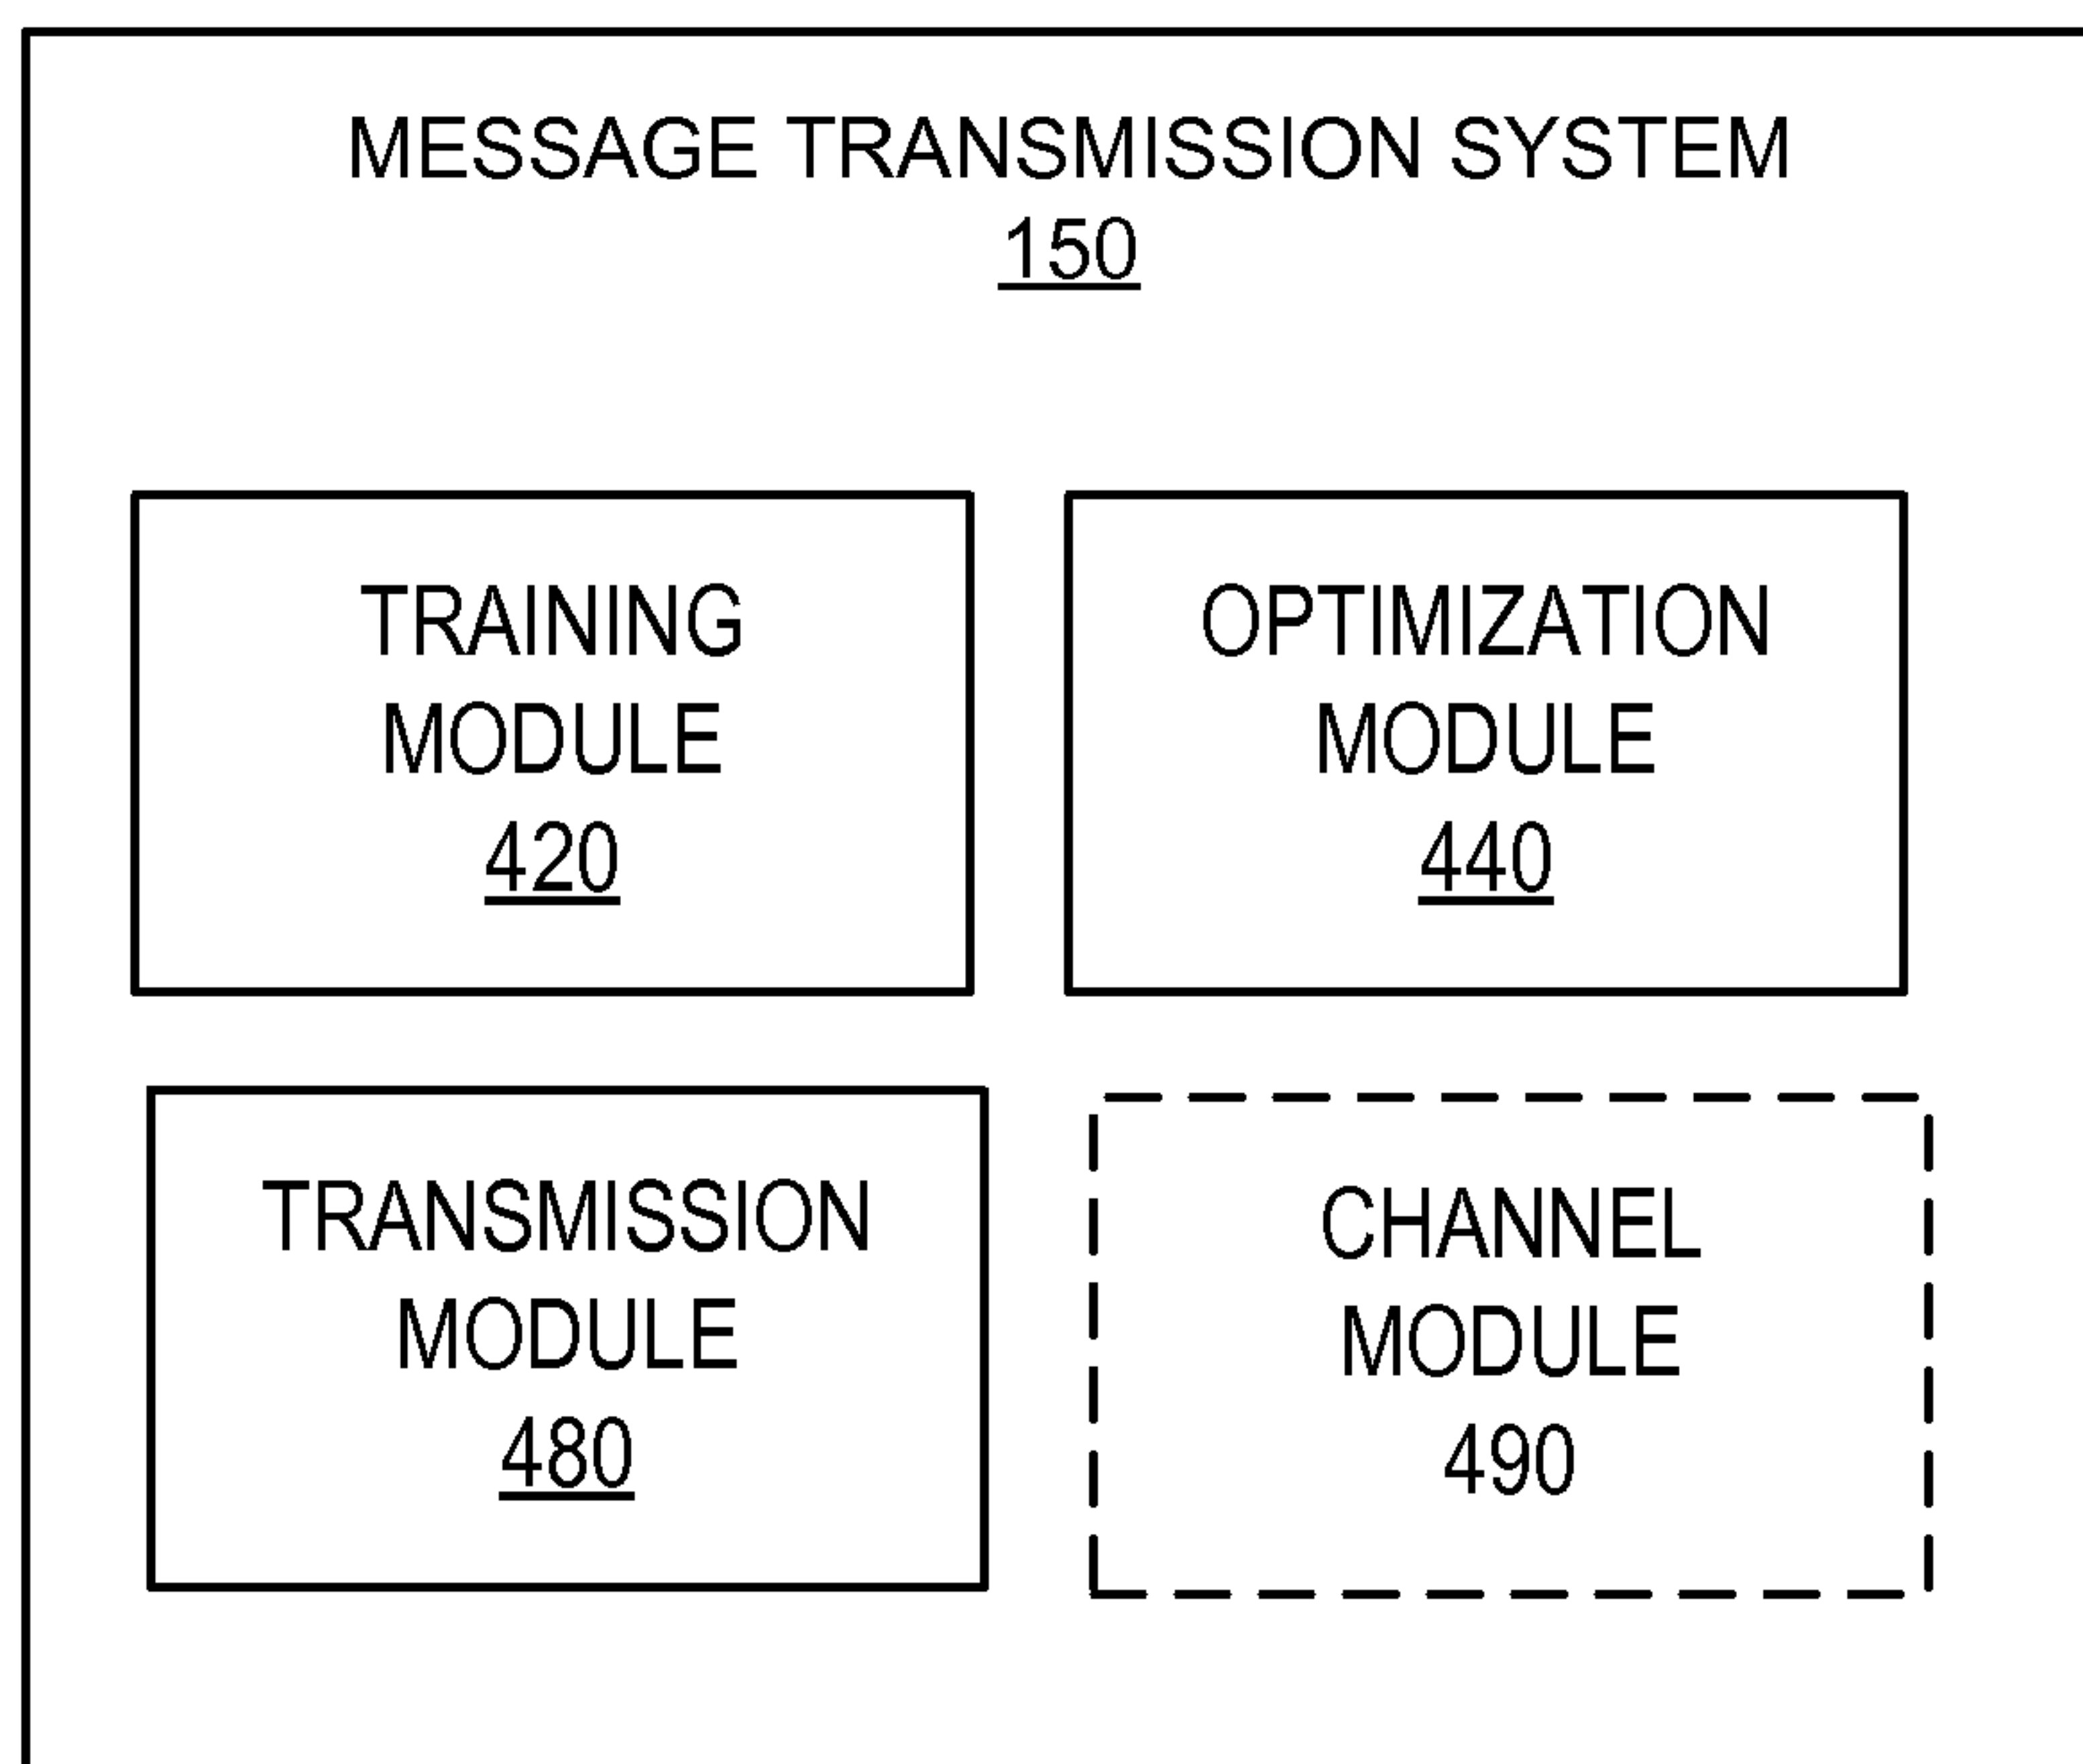 MESSAGE TRANSMISSION SYSTEM
150
TRAINING
MODULE
420
OPTIMIZATION
MODULE
440
TRANSMISSION
MODULE
480
CHANNEL
MODULE
490